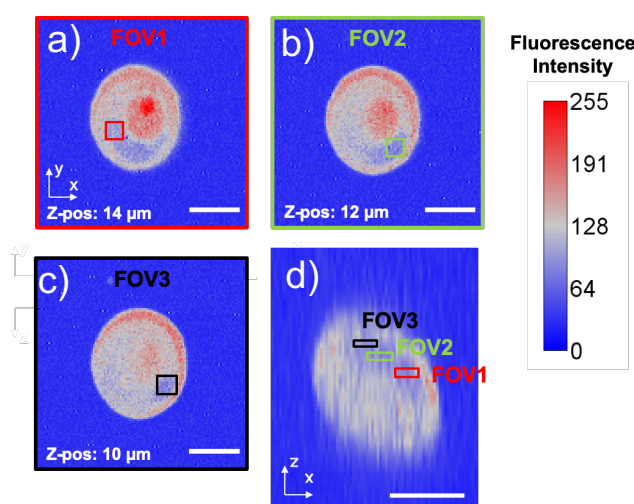 a) FOV1
y
x
Z-pos: 14 µm
b) FOV2
Z-pos: 12 µm
Fluorescence
Intensity
255
191
128
64
0
y
z
c) FOV3
Z-pos: 10 µm
d)
FOV3
FOV2
FOV1
z
x